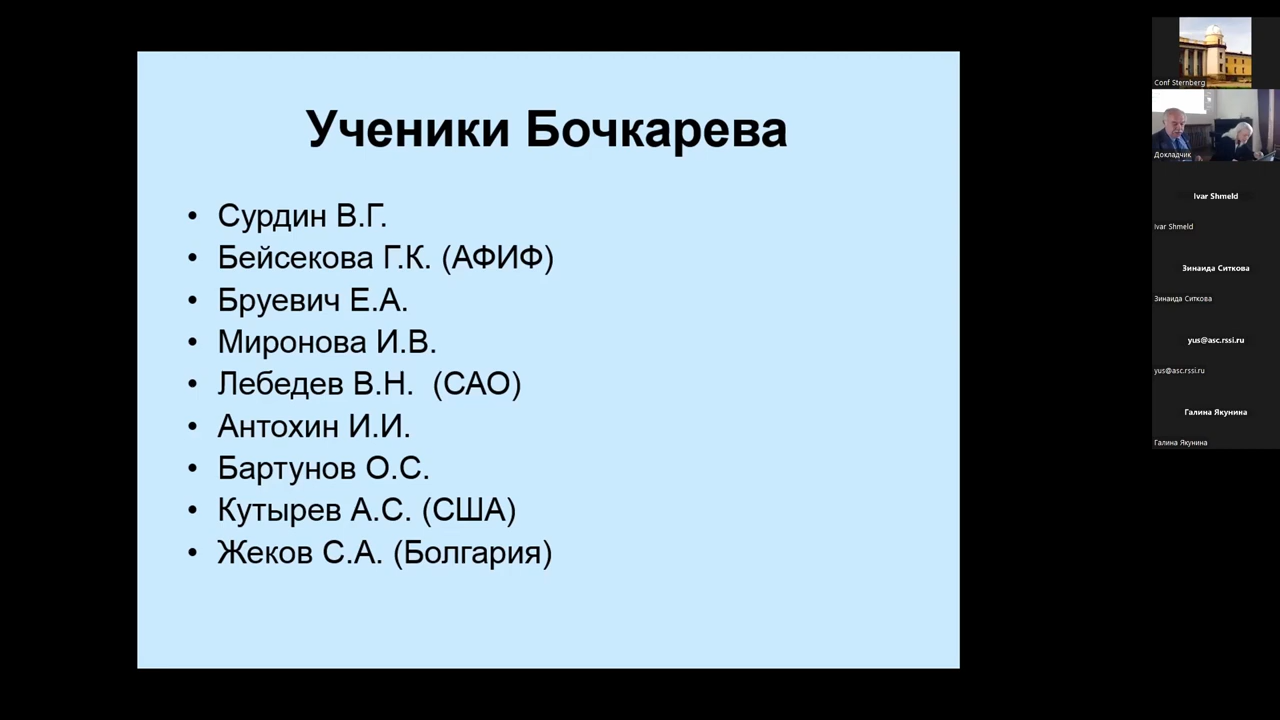 Ученики Бочкарева
• Сурдин В.Г.
• Бейсекова Г.К. (АФИФ)
• Бруевич Е.А.
• Миронова И.В.
• Лебедев В.Н. (САО)
• Антохин И.И.
• Бартунов О.С.
• Кутырев А.С. (США)
• Жеков С.А. (Болгария)
Conf Sternberg
Докладчик
Ivar Shmeld
Ivar Shmeld
Зинаида Ситкова
Зинаида Ситкова
yus@asc.rssi.ru
yus@asc.rssi.ru
Галина Якунина
Галина Якунина